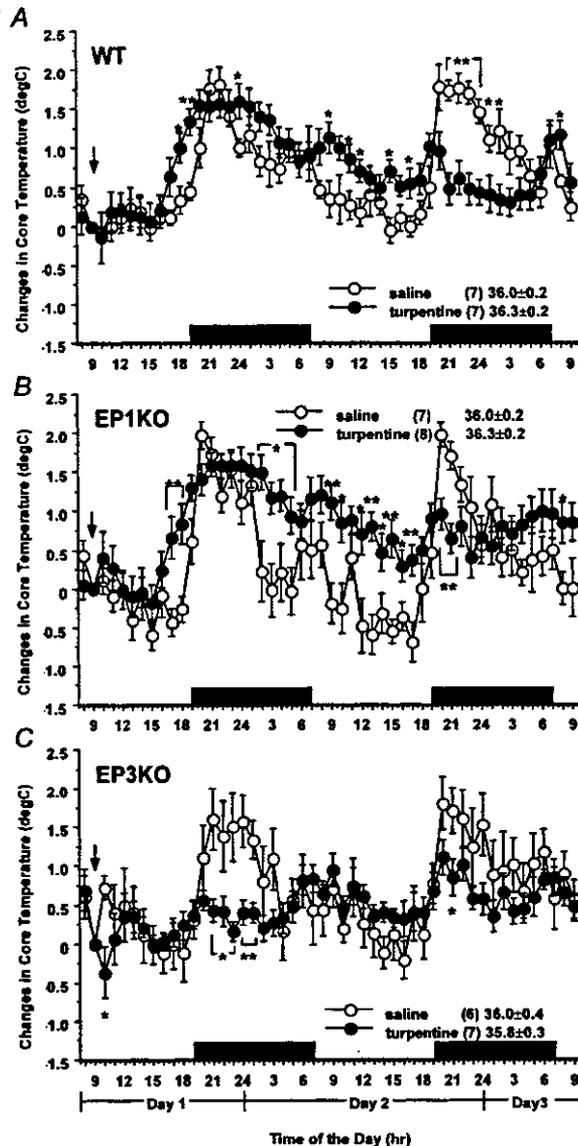 A
WT
Changes in Core Temperature (degC)
2.5
2.0
1.5
1.0
0.5
0
-0.5
-1.0
-1.5
**
*
**
**
*
*
*
*
*
*
*
saline (7) 36.0±0.2
turpentine (7) 36.3±0.2
9 12 15 18 21 24 3 6 9 12 15 18 21 24 3 6 9
B
EP1KO
Changes in Core Temperature (degC)
2.5
2.0
1.5
1.0
0.5
0
-0.5
-1.0
-1.5
saline (7) 36.0±0.2
turpentine (8) 36.3±0.2
**
*
**
*
*
**
**
*
*
**
**
*
9 12 15 18 21 24 3 6 9 12 15 18 21 24 3 6 9
C
EP3KO
Changes in Core Temperature (degC)
2.5
2.0
1.5
1.0
0.5
0
-0.5
-1.0
-1.5
*
*
**
*
saline (6) 36.0±0.4
turpentine (7) 35.8±0.3
9 12 15 18 21 24 3 6 9 12 15 18 21 24 3 6 9
Day 1 Day 2 Day3
Time of the Day (hr)